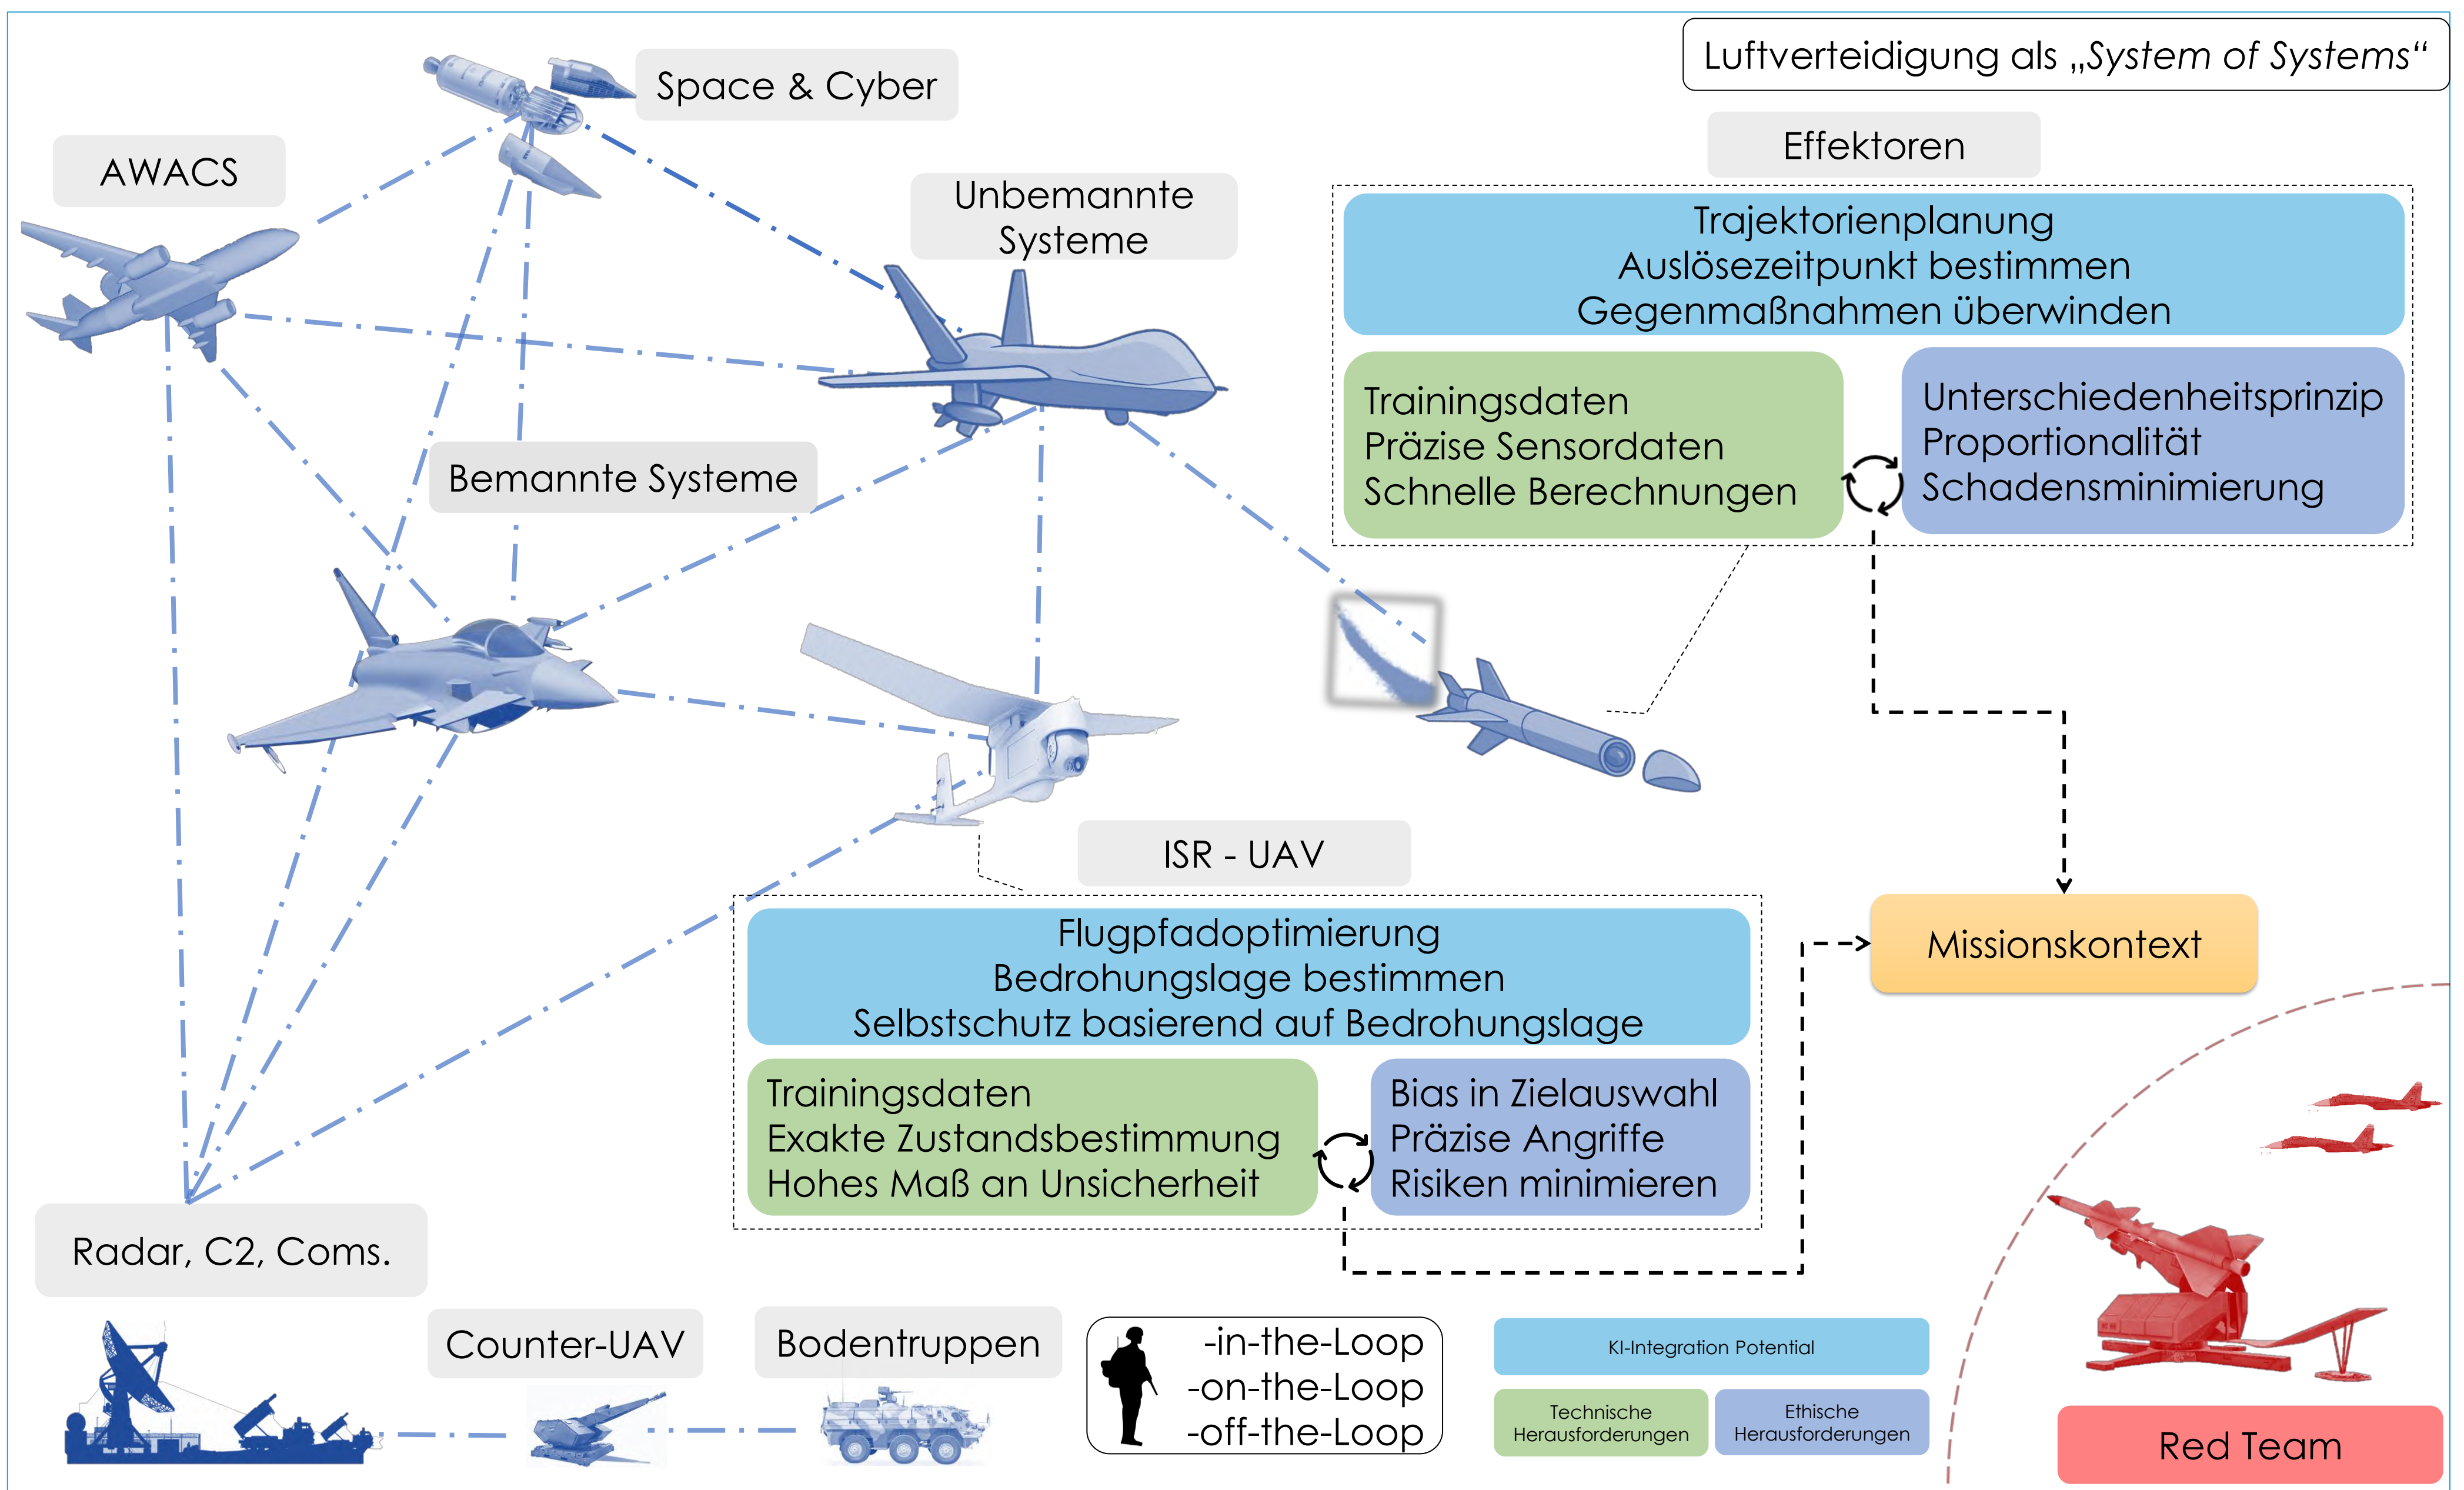 Luftverteidigung als „System of Systems“
Space & Cyber
AWACS
Unbemannte
Systeme
Bemannte Systeme
Effektoren
Trajektorienplanung
Auslösezeitpunkt bestimmen
Gegenmaßnahmen überwinden
Trainingsdaten
Präzise Sensordaten
Schnelle Berechnungen
Unterschiedenheitsprinzip
Proportionalität
Schadensminimierung
ISR - UAV
Flugpfadoptimierung
Bedrohungslage bestimmen
Selbstschutz basierend auf Bedrohungslage
Trainingsdaten
Exakte Zustandsbestimmung
Hohes Maß an Unsicherheit
Bias in Zielauswahl
Präzise Angriffe
Risiken minimieren
Missionskontext
Radar, C2, Coms.
Counter-UAV
Bodentruppen
-in-the-Loop
-on-the-Loop
-off-the-Loop
KI-Integration Potential
Technische
Herausforderungen
Ethische
Herausforderungen
Red Team